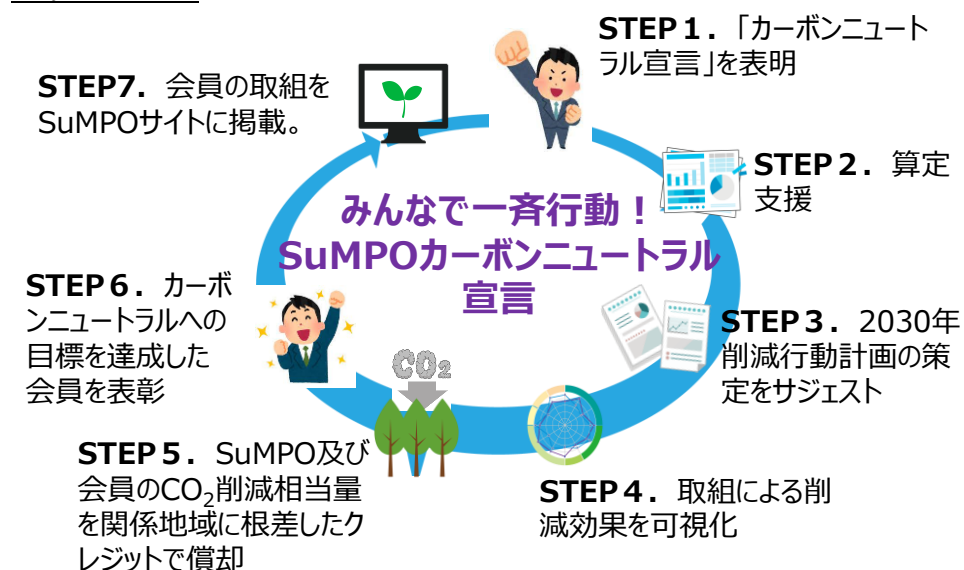 STEP１.「カーボンニュート
ラル宣言」を表明
STEP２. 算定
支援
STEP３. 2030年
削減行動計画の策
定をサジェスト
STEP４. 取組による削
減効果を可視化
STEP５. SuMPO及び
会員のCO₂削減相当量
を関係地域に根差したク
レジットで償却
STEP６. カーボ
ンニュートラルへの
目標を達成した
会員を表彰
STEP7. 会員の取組を
SuMPOサイトに掲載。
みんなで一斉行動！
SuMPOカーボンニュートラル
宣言
CO₂